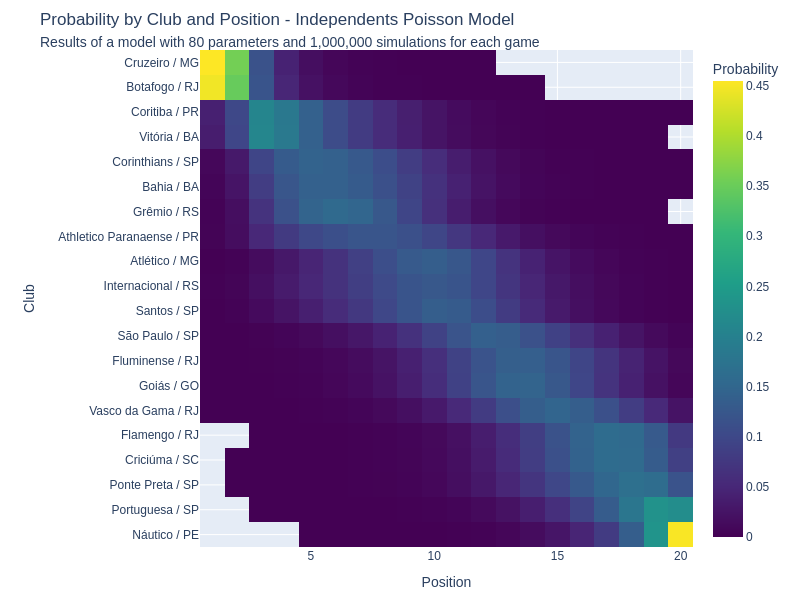 Probability by Club and Position - Independents Poisson Model
Results of a model with 80 parameters and 1,000,000 simulations for each game
Probability
Cruzeiro / MG
Botafogo / RJ
Coritiba / PR
Vitória / BA
Corinthians / SP
Bahia / BA
Grêmio / RS
Athletico Paranaense / PR
Atlético / MG
Internacional / RS
Santos / SP
São Paulo / SP
Fluminense / RJ
Goiás / GO
Vasco da Gama / RJ
Flamengo / RJ
Criciúma / SC
Ponte Preta / SP
Portuguesa / SP
Náutico / PE
Club
5
10
15
20
Position
0.45
0.4
0.35
0.3
0.25
0.2
0.15
0.1
0.05
0